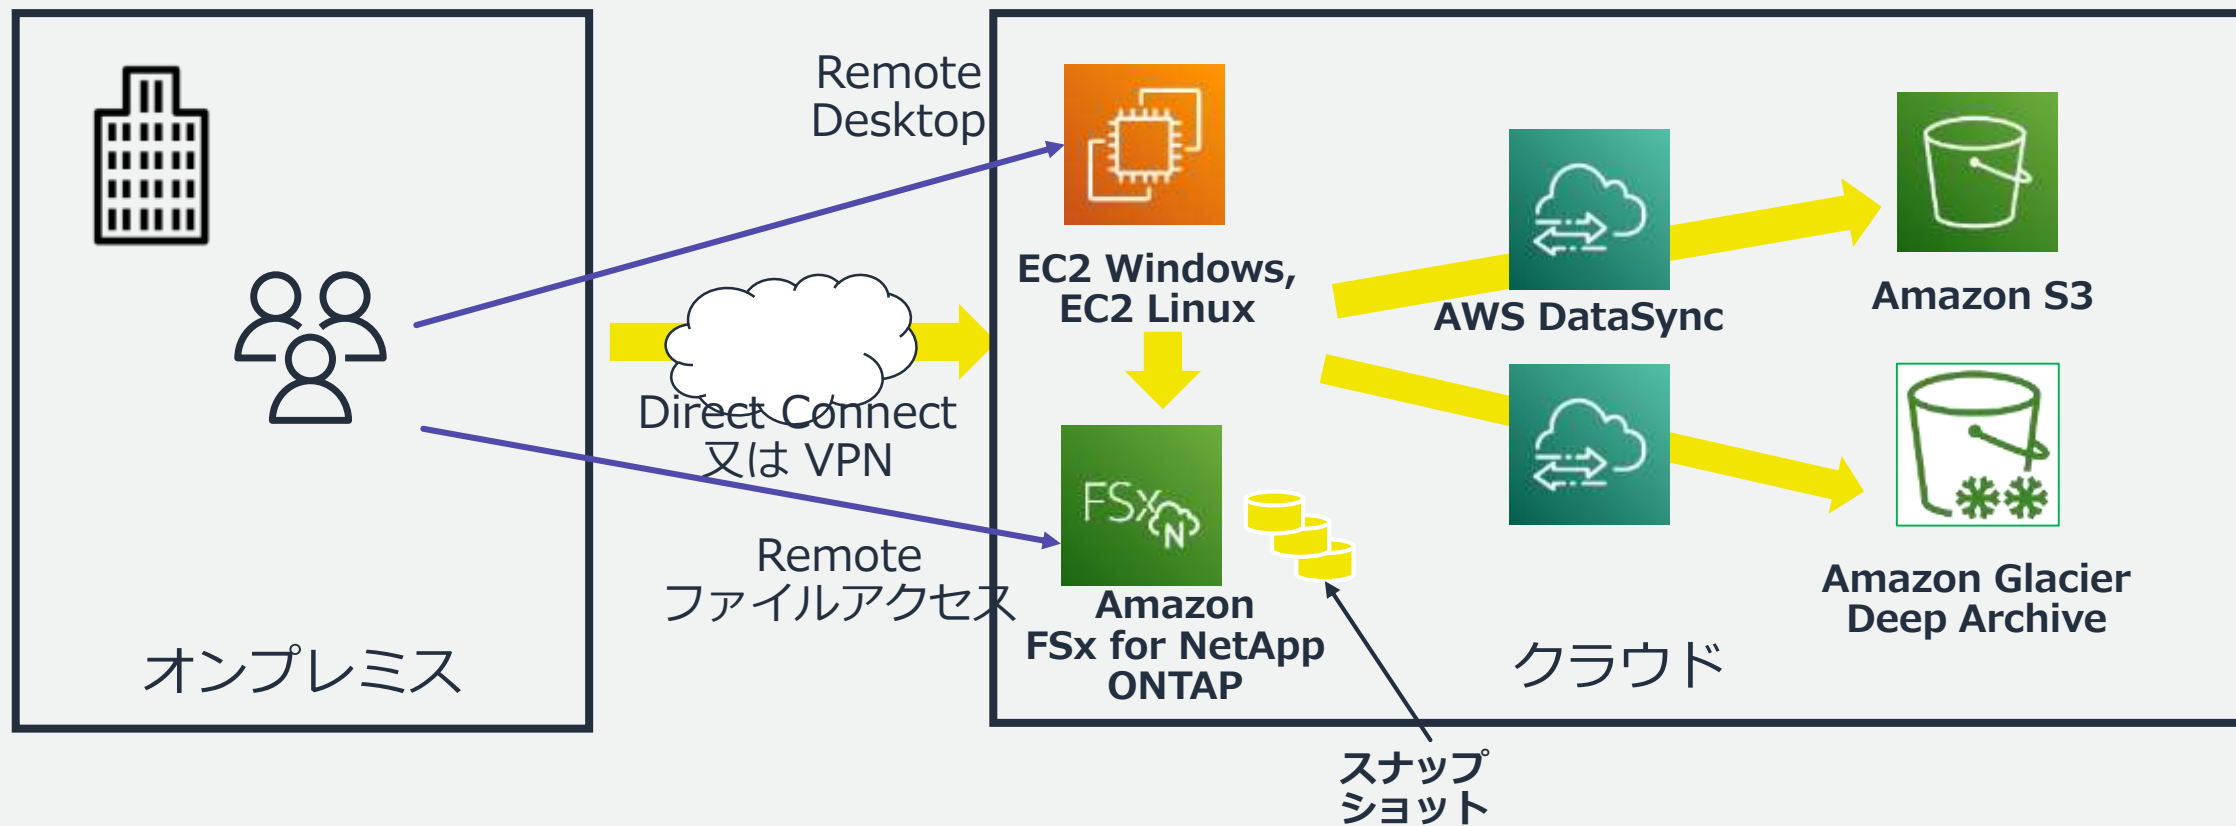 Remote
Desktop
EC2 Windows,
EC2 Linux
AWS DataSync
Amazon S3
Direct Connect
又は VPN
FSx
N
Remote
ファイルアクセス
Amazon
FSx for NetApp
ONTAP
Amazon Glacier
Deep Archive
オンプレミス
クラウド
スナップ
ショット